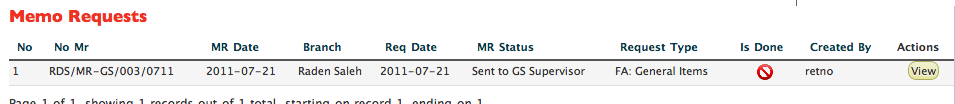 Memo Requests
No No Mr MR Date Branch Req Date MR Status Request Type Is Done Created By Actions
1 RDS/MR-GS/003/0711 2011-07-21 Raden Saleh 2011-07-21 Sent to GS Supervisor FA: General Items retno View
Page 1 of 1, showing 1 records out of 1 total, starting on record 1, ending on 1